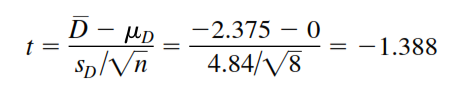 t = (D̅ − μ_D)/(s_D/√n) = (−2.375 − 0)/(4.84/√8) = −1.388